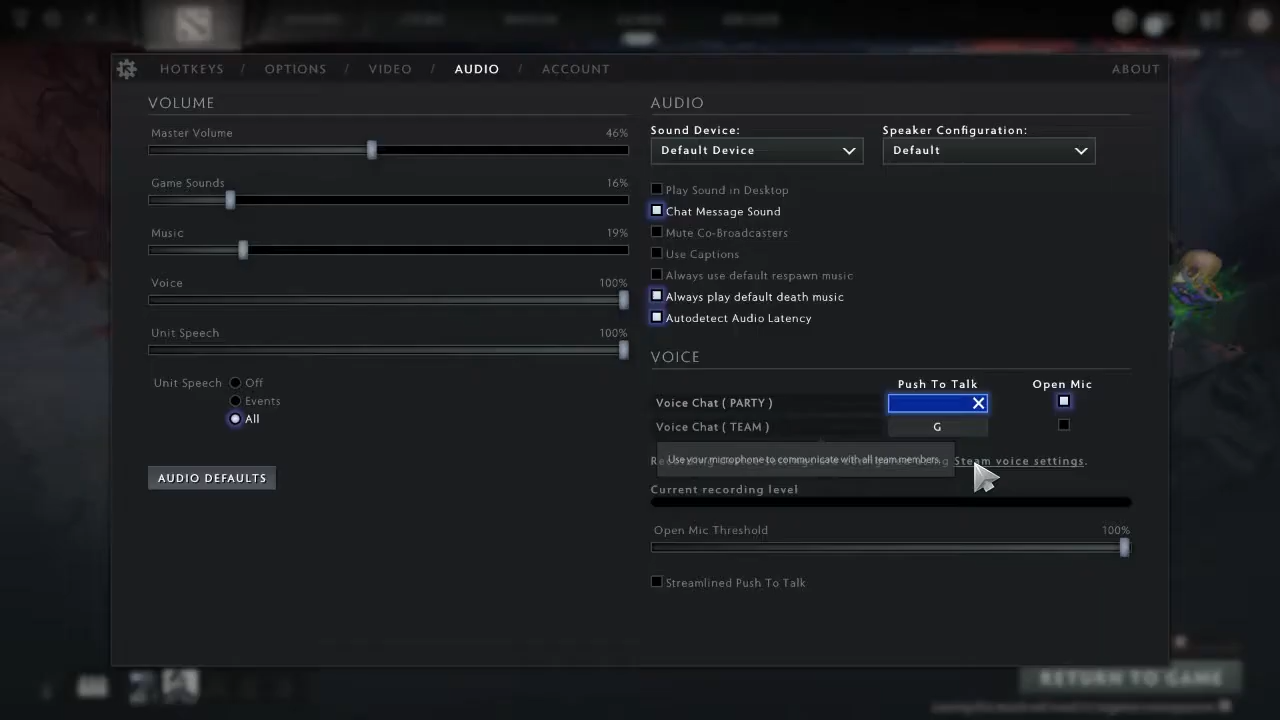 HOTKEYS / OPTIONS / VIDEO / AUDIO / ACCOUNT ABOUT
VOLUME
Master Volume 46%
Game Sounds 16%
Music 19%
Voice 100%
Unit Speech 100%
Unit Speech Off
Events
All
AUDIO DEFAULTS
AUDIO
Sound Device: Speaker Configuration:
Default Device Default
Play Sound in Desktop
Chat Message Sound
Mute Co-Broadcasters
Use Captions
Always use default respawn music
Always play default death music
Autodetect Audio Latency
VOICE
Push To Talk Open Mic
Voice Chat ( PARTY )
Voice Chat ( TEAM ) G
Use your microphone to communicate with all team members.
Steam voice settings.
Current recording level
Open Mic Threshold 100%
Streamlined Push To Talk
RETURN TO GAME